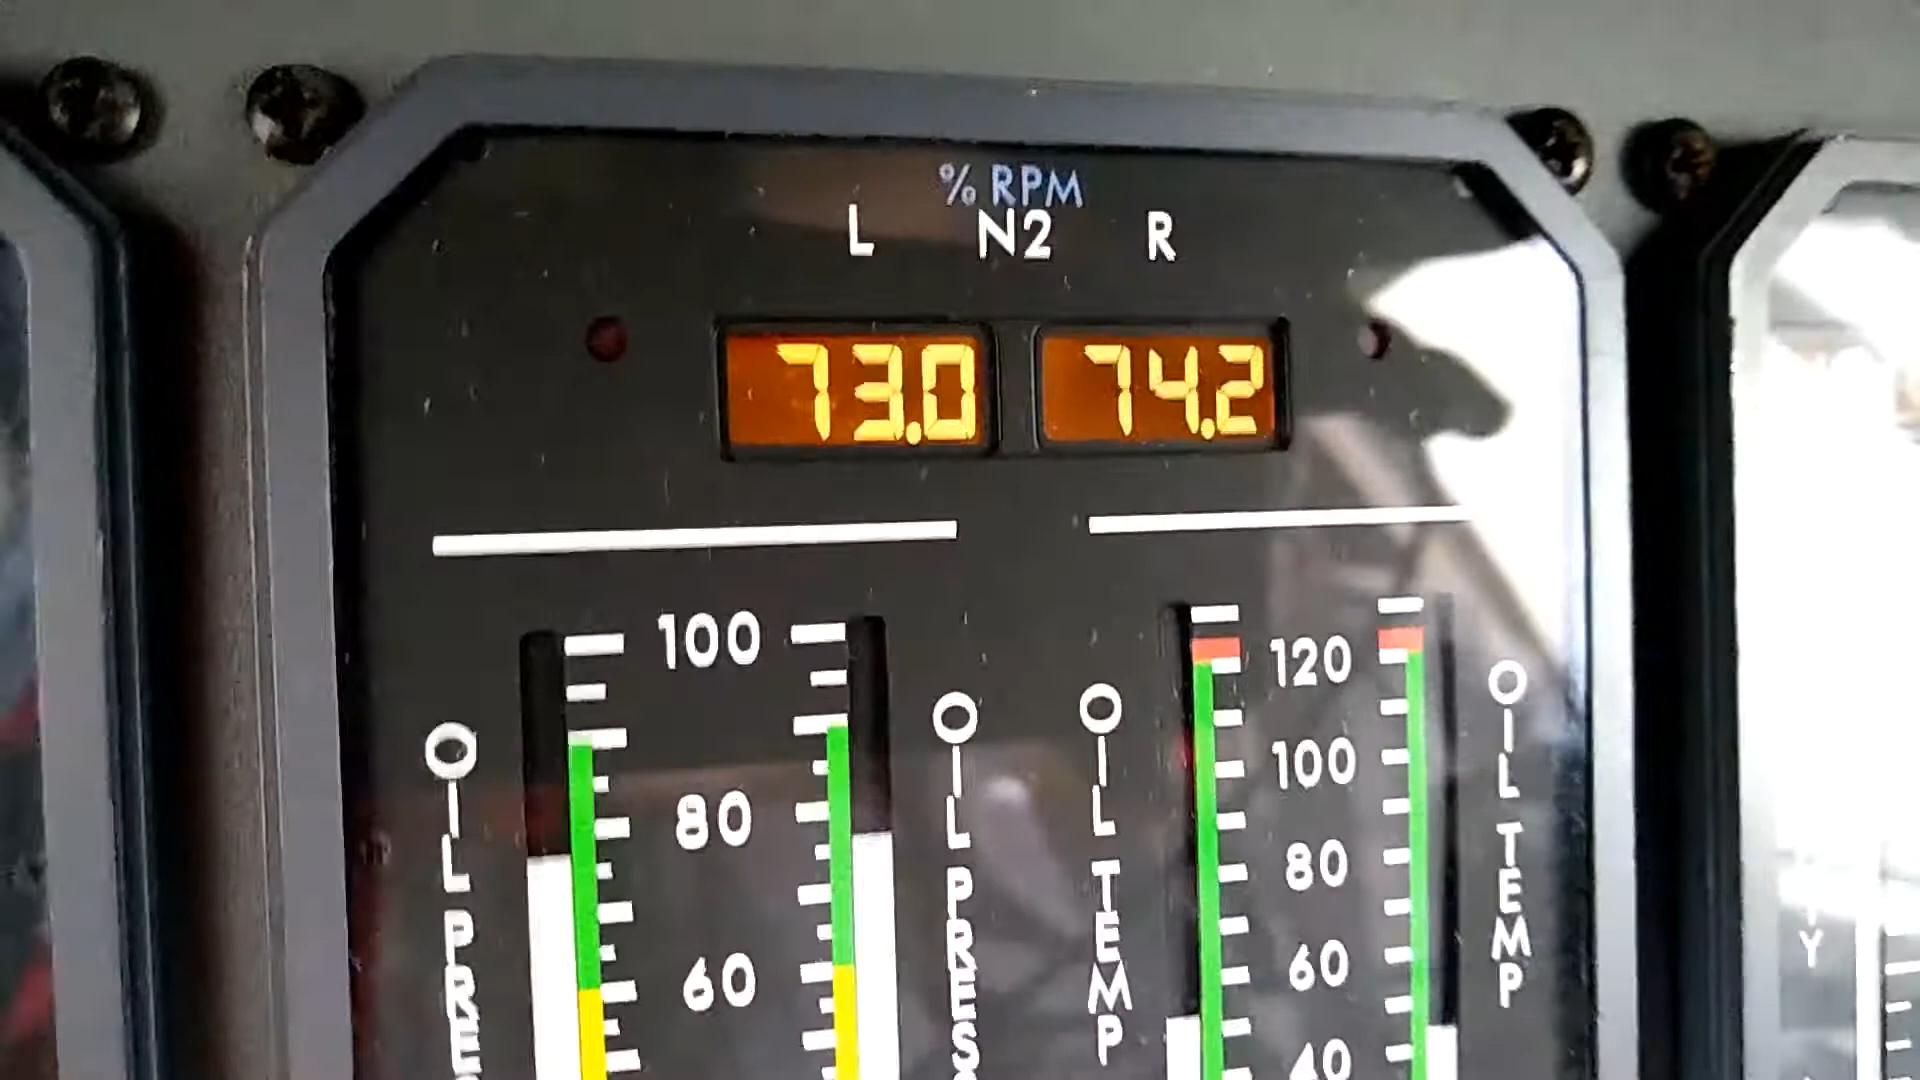 % RPM
L N2 R
73.0 74.2
100
120
100
80
80
60
60
40
OIL PRES
OIL PRESS
OIL TEMP
OIL TEMP
Y